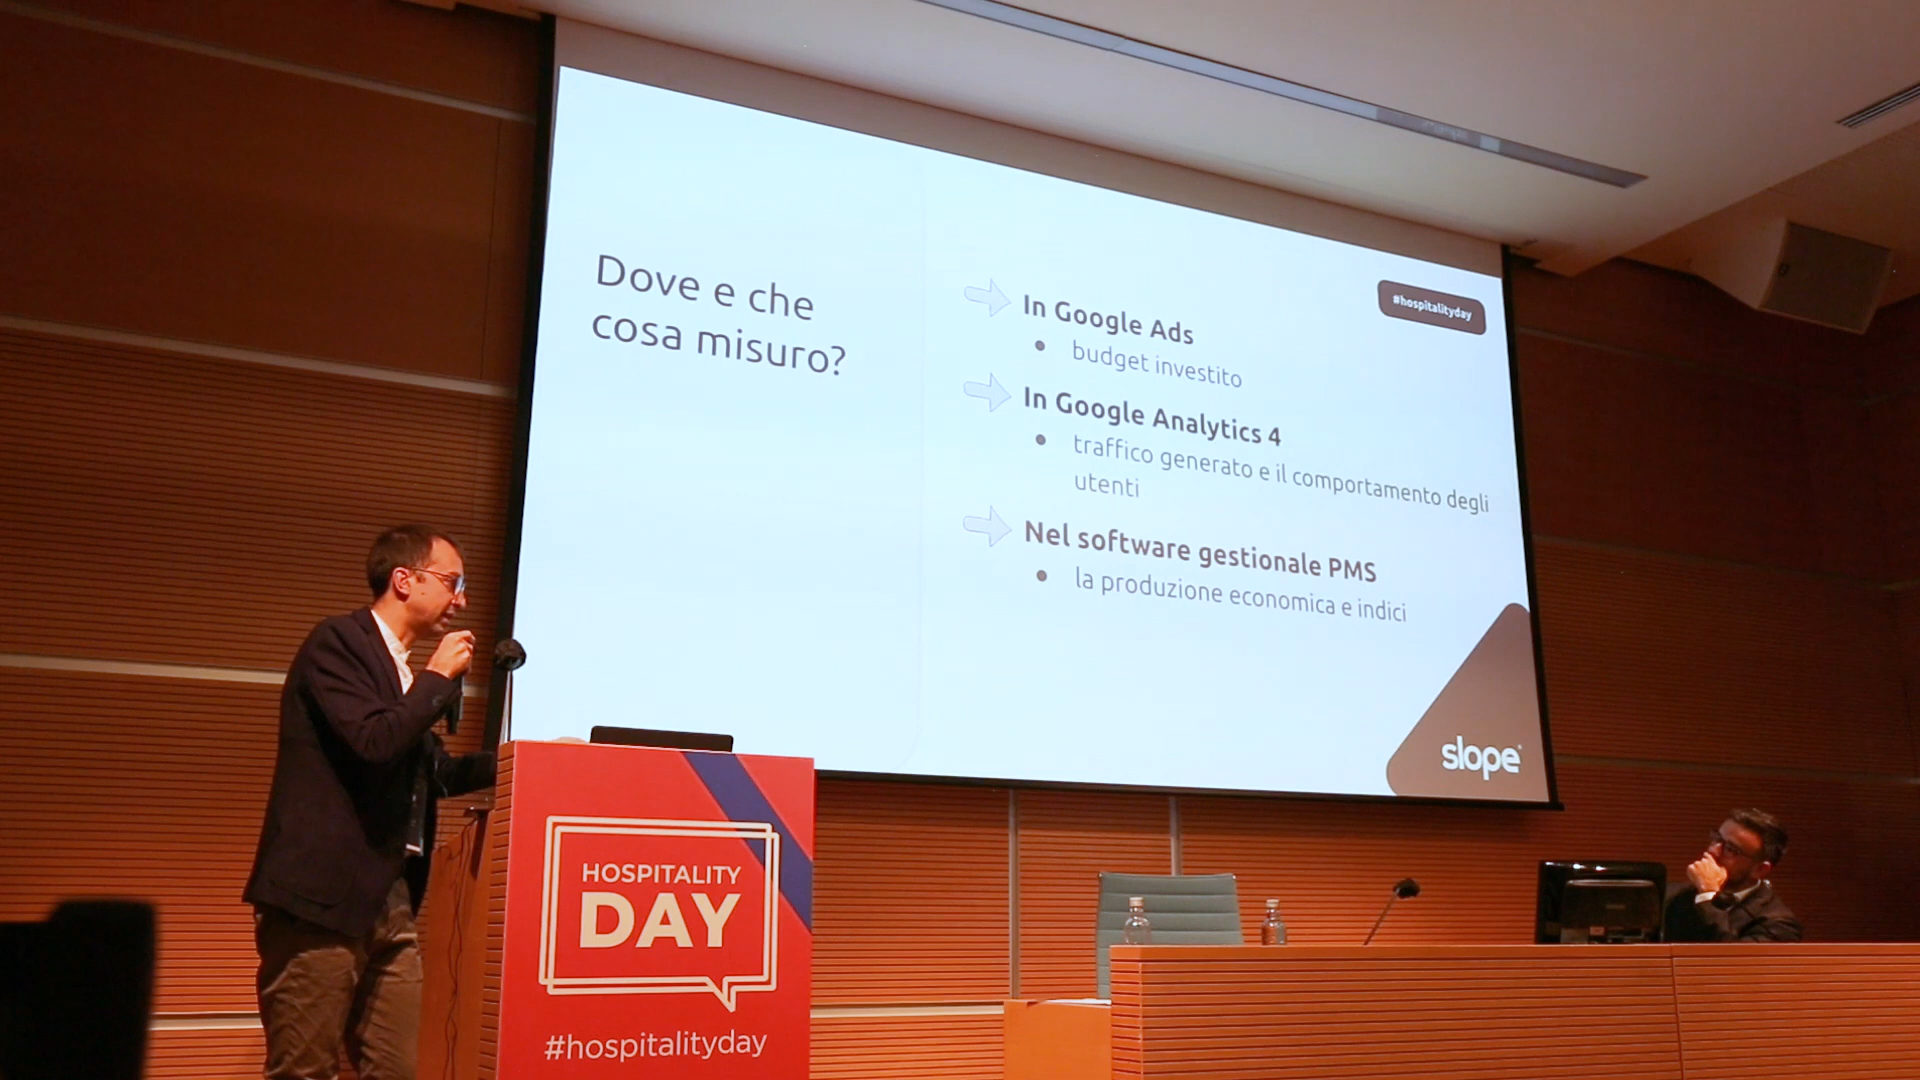 Dove e che
cosa misuro?
#hospitalityday
In Google Ads
• budget investito
In Google Analytics 4
• traffico generato e il comportamento degli
utenti
Nel software gestionale PMS
• la produzione economica e indici
slope
HOSPITALITY
DAY
#hospitalityday